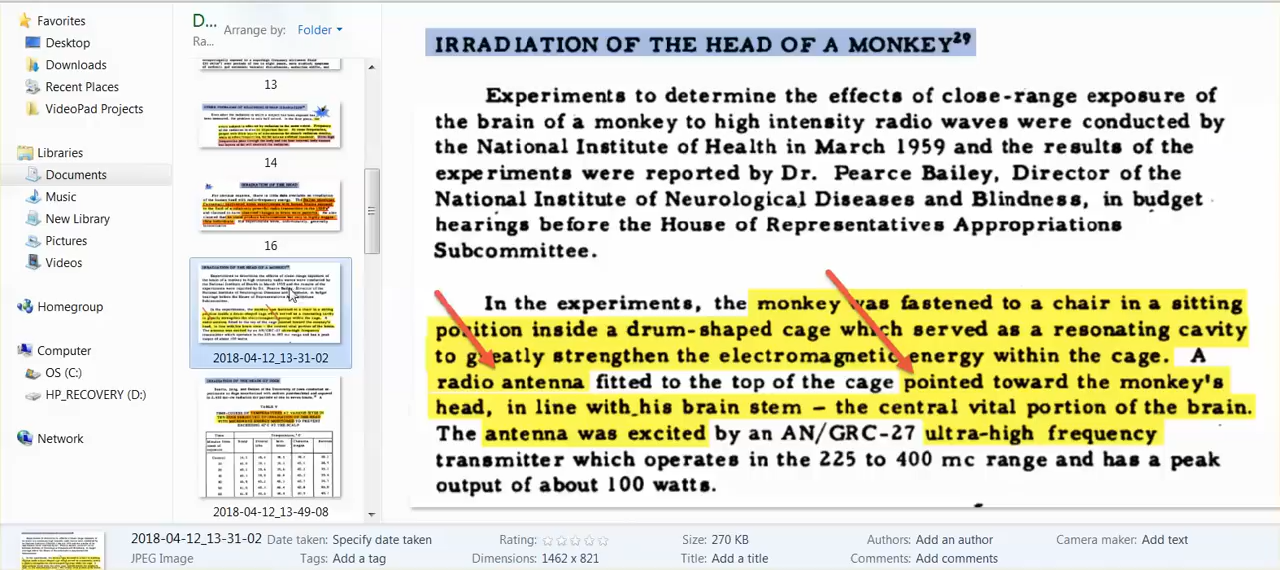 Favorites
Desktop
Downloads
Recent Places
VideoPad Projects
Libraries
Documents
Music
New Library
Pictures
Videos
Homegroup
Computer
OS (C:)
HP_RECOVERY (D:)
Network
D...
Ra...
Arrange by: Folder
13
14
16
2018-04-12_13-31-02
2018-04-12_13-49-08
IRRADIATION OF THE HEAD OF A MONKEY29
Experiments to determine the effects of close-range exposure of
the brain of a monkey to high intensity radio waves were conducted by
the National Institute of Health in March 1959 and the results of the
experiments were reported by Dr. Pearce Bailey, Director of the
National Institute of Neurological Diseases and Blindness, in budget
hearings before the House of Representatives Appropriations
Subcommittee.
In the experiments, the monkey was fastened to a chair in a sitting
position inside a drum-shaped cage which served as a resonating cavity
to greatly strengthen the electromagnetic energy within the cage. A
radio antenna fitted to the top of the cage pointed toward the monkey's
head, in line with his brain stem – the central vital portion of the brain.
The antenna was excited by an AN/GRC-27 ultra-high frequency
transmitter which operates in the 225 to 400 mc range and has a peak
output of about 100 watts.
2018-04-12_13-31-02 Date taken: Specify date taken Rating: Size: 270 KB Authors: Add an author Camera maker: Add text
JPEG Image Tags: Add a tag Dimensions: 1462 x 821 Title: Add a title Comments: Add comments